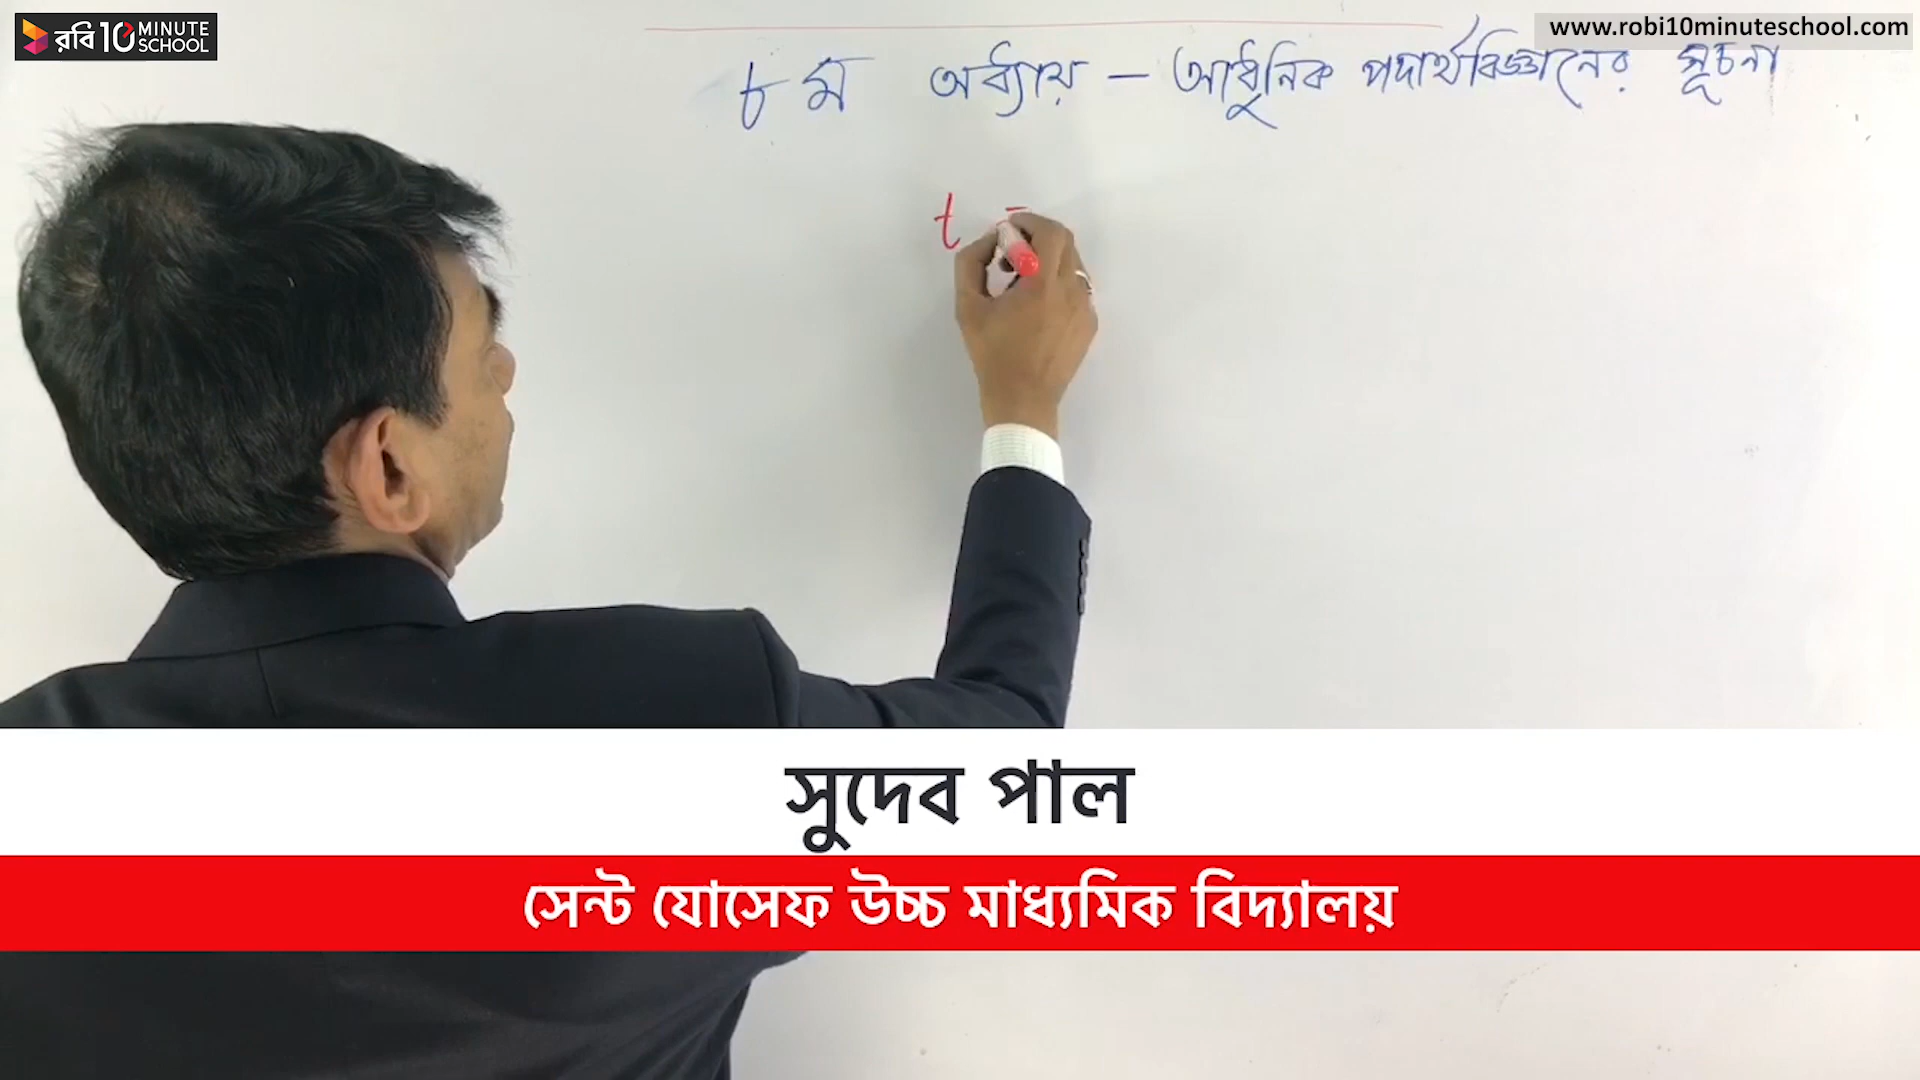 রবি 10 MINUTE SCHOOL
www.robi10minuteschool.com
৮ম অধ্যায় – আধুনিক পদার্থবিজ্ঞানের সূচনা
t =
সুদেব পাল
সেন্ট যোসেফ উচ্চ মাধ্যমিক বিদ্যালয়